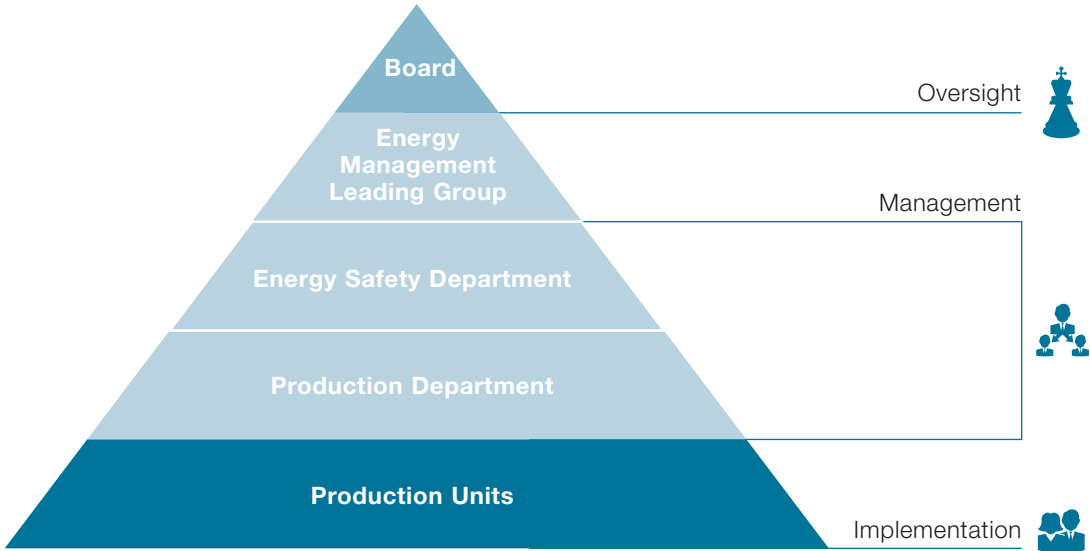 Board
Oversight
Energy
Management
Leading Group
Management
Energy Safety Department
Production Department
Production Units
Implementation